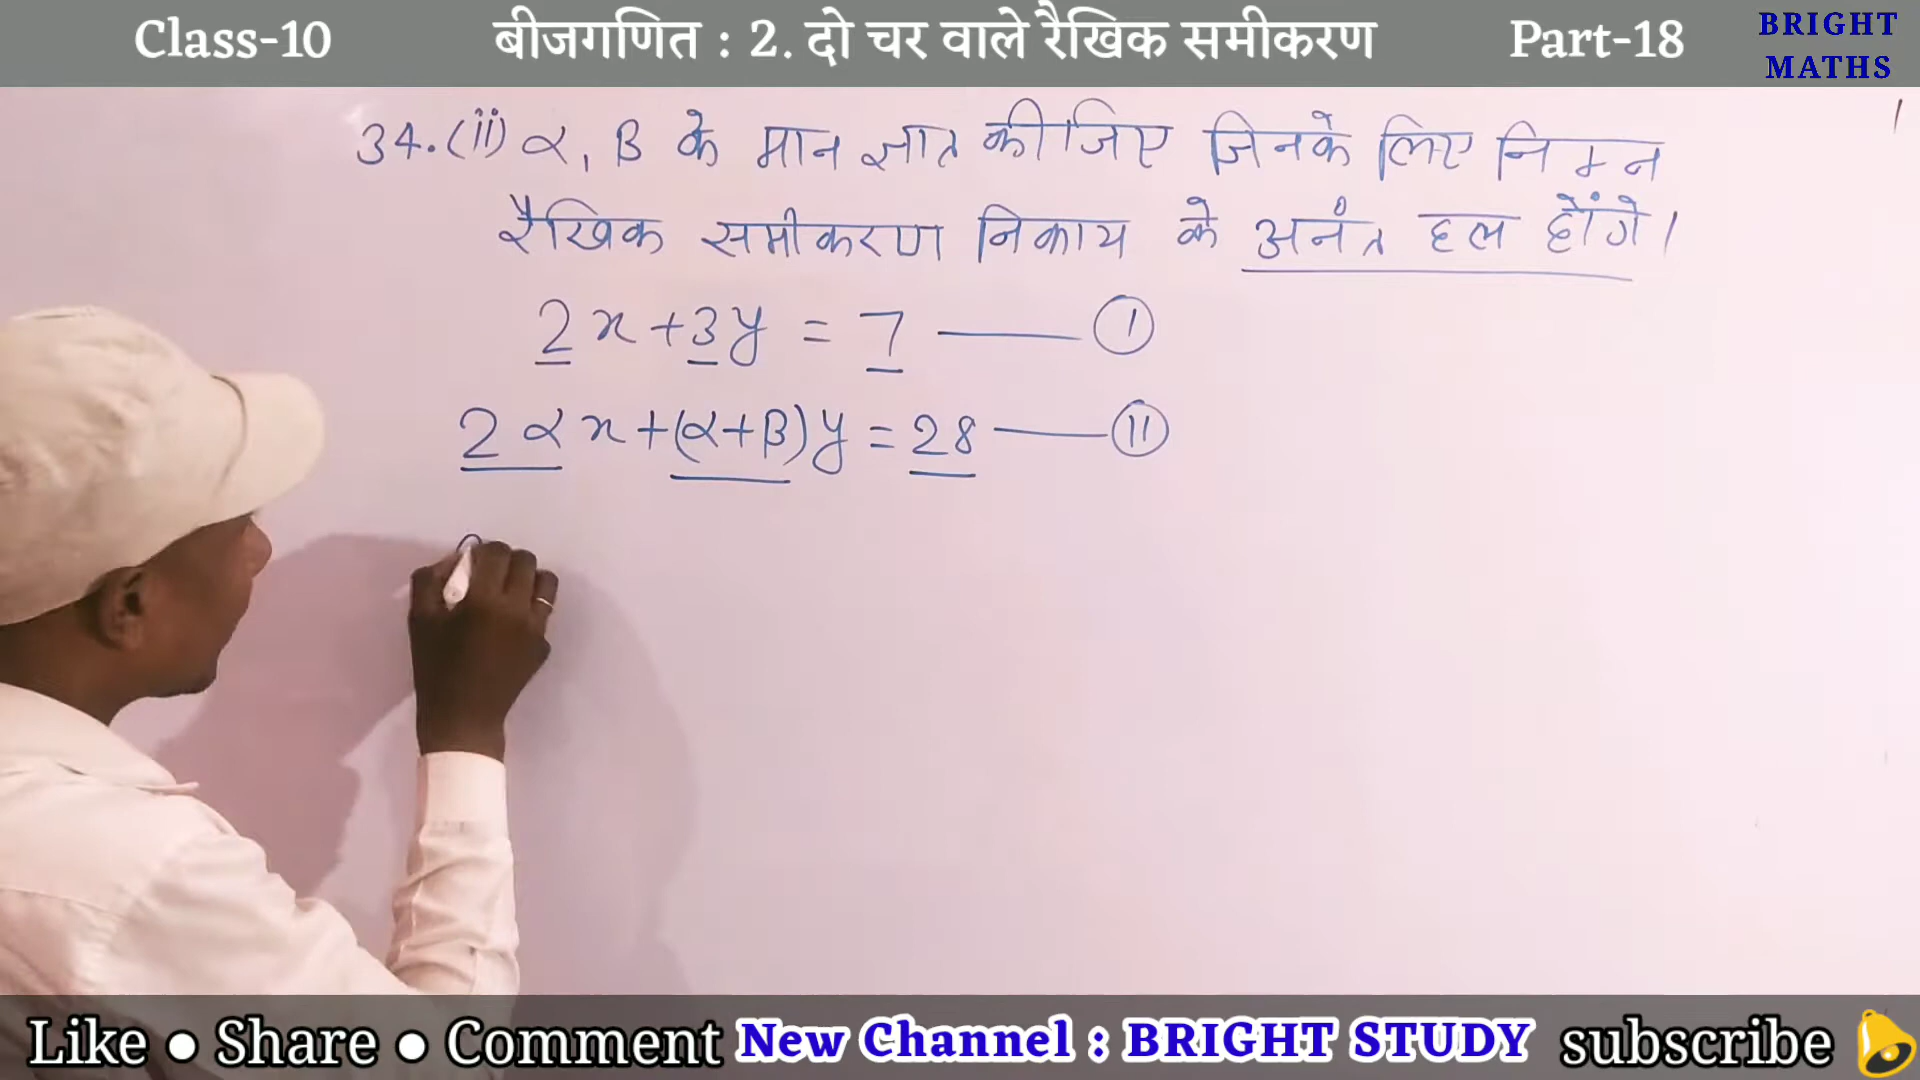 Class-10 बीजगणित : 2. दो चर वाले रैखिक समीकरण Part-18 BRIGHT MATHS
34.(ii) α, β के मान ज्ञात कीजिए जिनके लिए निम्न
रैखिक समीकरण निकाय के अनंत हल होंगे।
2x+3y = 7 — I
2αx+(α+β)y = 28 — II
Like ● Share ● Comment New Channel : BRIGHT STUDY subscribe